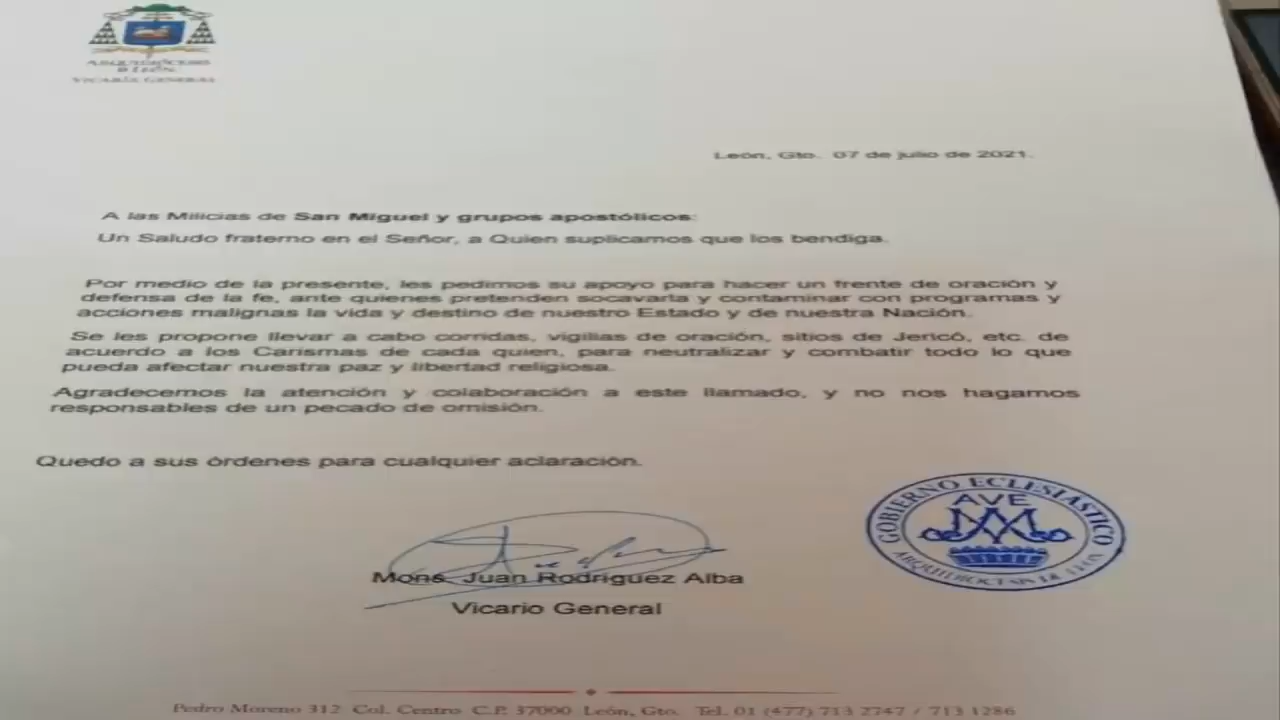 ARQUIDIÓCESIS
D LEÓN
VICARÍA GENERAL
León, Gto. 07 de julio de 2021.
A las Milicias de San Miguel y grupos apostólicos:
Un Saludo fraterno en el Señor, a Quien suplicamos que los bendiga.
Por medio de la presente, les pedimos su apoyo para hacer un frente de oración y
defensa de la fe, ante quienes pretenden socavarla y contaminar con programas y
acciones malignas la vida y destino de nuestro Estado y de nuestra Nación.
Se les propone llevar a cabo corridas, vigilias de oración, sitios de Jericó, etc. de
acuerdo a los Carismas de cada quien, para neutralizar y combatir todo lo que
pueda afectar nuestra paz y libertad religiosa.
Agradecemos la atención y colaboración a este llamado, y no nos hagamos
responsables de un pecado de omisión.
Quedo a sus órdenes para cualquier aclaración.
Mons. Juan Rodríguez Alba
Vicario General
GOBIERNO ECLESIASTICO
AVE
ARQUIDIOCESIS DE LEON
Pedro Moreno 312 Col. Centro C.P. 37000 León, Gto. Tel. 01 (477) 713 2747 / 713 1286